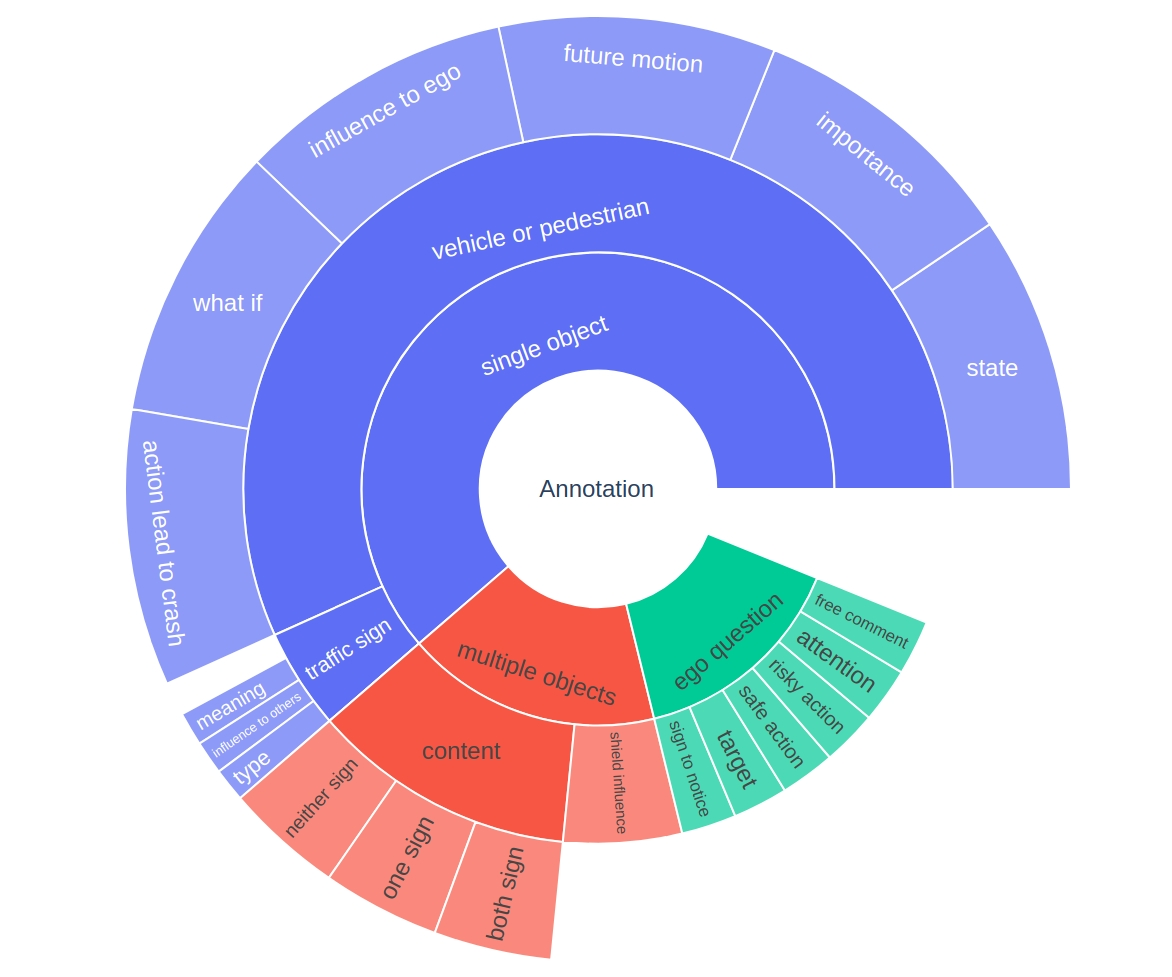 future motion
influence to ego
importance
vehicle or pedestrian
what if
single object
state
action lead to crash
Annotation
traffic sign
multiple objects
ego question
free comment
attention
risky action
safe action
target
sign to notice
meaning
influence to others
type
content
shield influence
neither sign
one sign
both sign